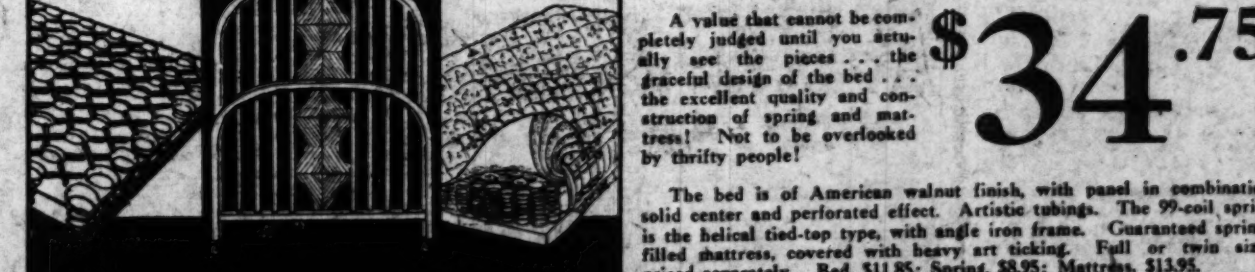 A value that cannot be com-
pletely judged until you actu-
ally see the pieces . . . the
graceful design of the bed . . .
the excellent quality and con-
struction of spring and mat-
tress! Not to be overlooked
by thrifty people!
$34.75
The bed is of American walnut finish, with panel in combinati
solid center and perforated effect. Artistic tubings. The 99-coil spri
is the helical tied-top type, with angle iron frame. Guaranteed sprin
filled mattress, covered with heavy art ticking. Full or twin siz
priced separately. Bed, $11.85; Spring, $8.95; Mattress, $13.95.